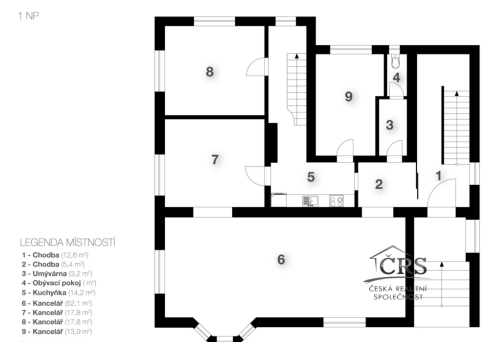 1 NP
8
9
4
3
7
5
2
1
6
ČRS
ČESKÁ REALITNÍ
SPOLEČNOST
LEGENDA MÍSTNOSTÍ
1 - Chodba (12,6 m²)
2 - Chodba (5,4 m²)
3 - Umývárna (3,2 m²)
4 - Obývací pokoj ( m²)
5 - Kuchyňka (14,2 m²)
6 - Kancelář (52,1 m²)
7 - Kancelář (17,8 m²)
8 - Kancelář (17,8 m²)
9 - Kancelář (13,9 m²)